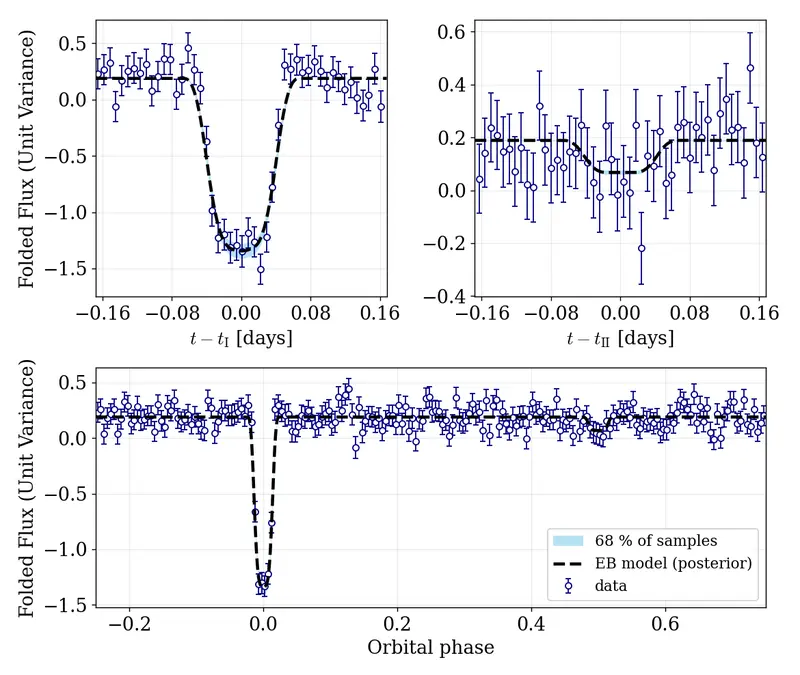 Folded Flux (Unit Variance)
0.5
0.0
−0.5
−1.0
−1.5
−0.16 −0.08 0.00 0.08 0.16
t − tI [days]
0.6
0.4
0.2
0.0
−0.2
−0.4
−0.16 −0.08 0.00 0.08 0.16
t − tII [days]
Folded Flux (Unit Variance)
0.5
0.0
−0.5
−1.0
−1.5
68 % of samples
EB model (posterior)
data
−0.2 0.0 0.2 0.4 0.6
Orbital phase